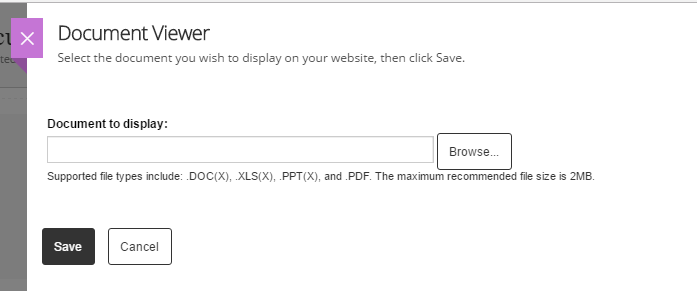 Document Viewer
Select the document you wish to display on your website, then click Save.
Document to display:
Browse...
Supported file types include: .DOC(X), .XLS(X), .PPT(X), and .PDF. The maximum recommended file size is 2MB.
Save
Cancel